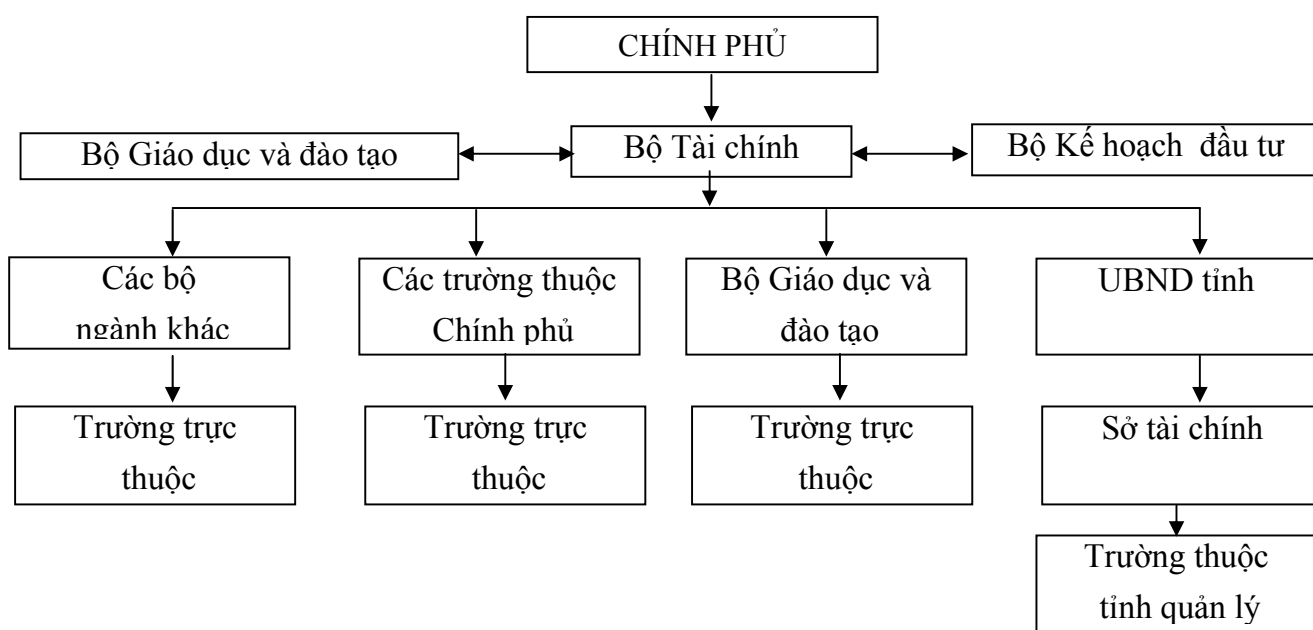 CHÍNH PHỦ
Bộ Giáo dục và đào tạo
Bộ Tài chính
Bộ Kế hoạch đầu tư
Các bộ
ngành khác
Các trường thuộc
Chính phủ
Bộ Giáo dục và
đào tạo
UBND tỉnh
Trường trực
thuộc
Trường trực
thuộc
Trường trực
thuộc
Sở tài chính
Trường thuộc
tỉnh quản lý